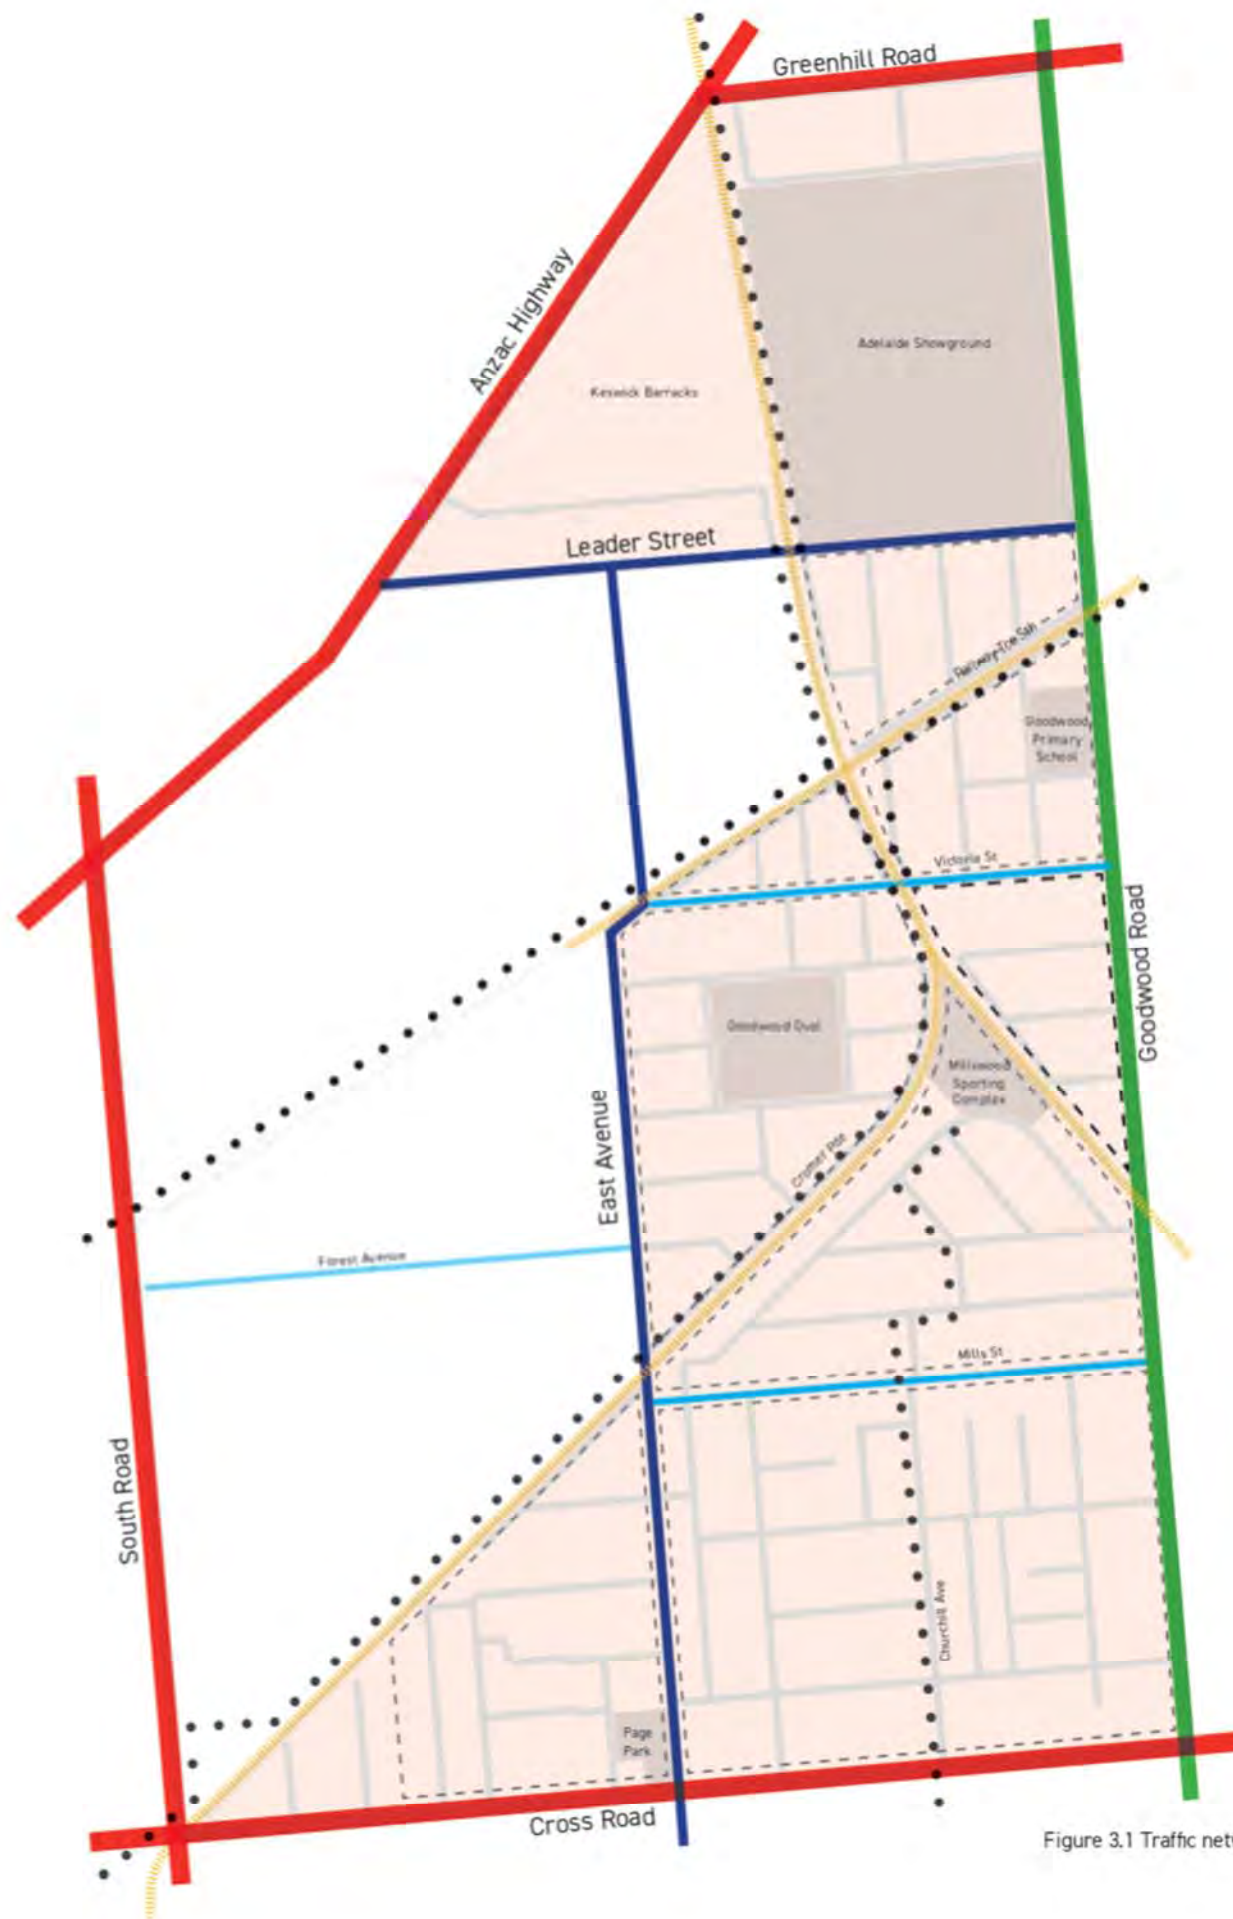 Greenhill Road
Anzac Highway
Adelaide Showground
Keswick Barracks
Leader Street
Railway Tce Sth
Goodwood
Primary
School
Victoria St
Goodwood Road
Goodwood Oval
Millswood
Sporting
Complex
East Avenue
Cromer Pde
Forest Avenue
Mills St
South Road
Churchill Ave
Page
Park
Cross Road
Figure 3.1 Traffic net